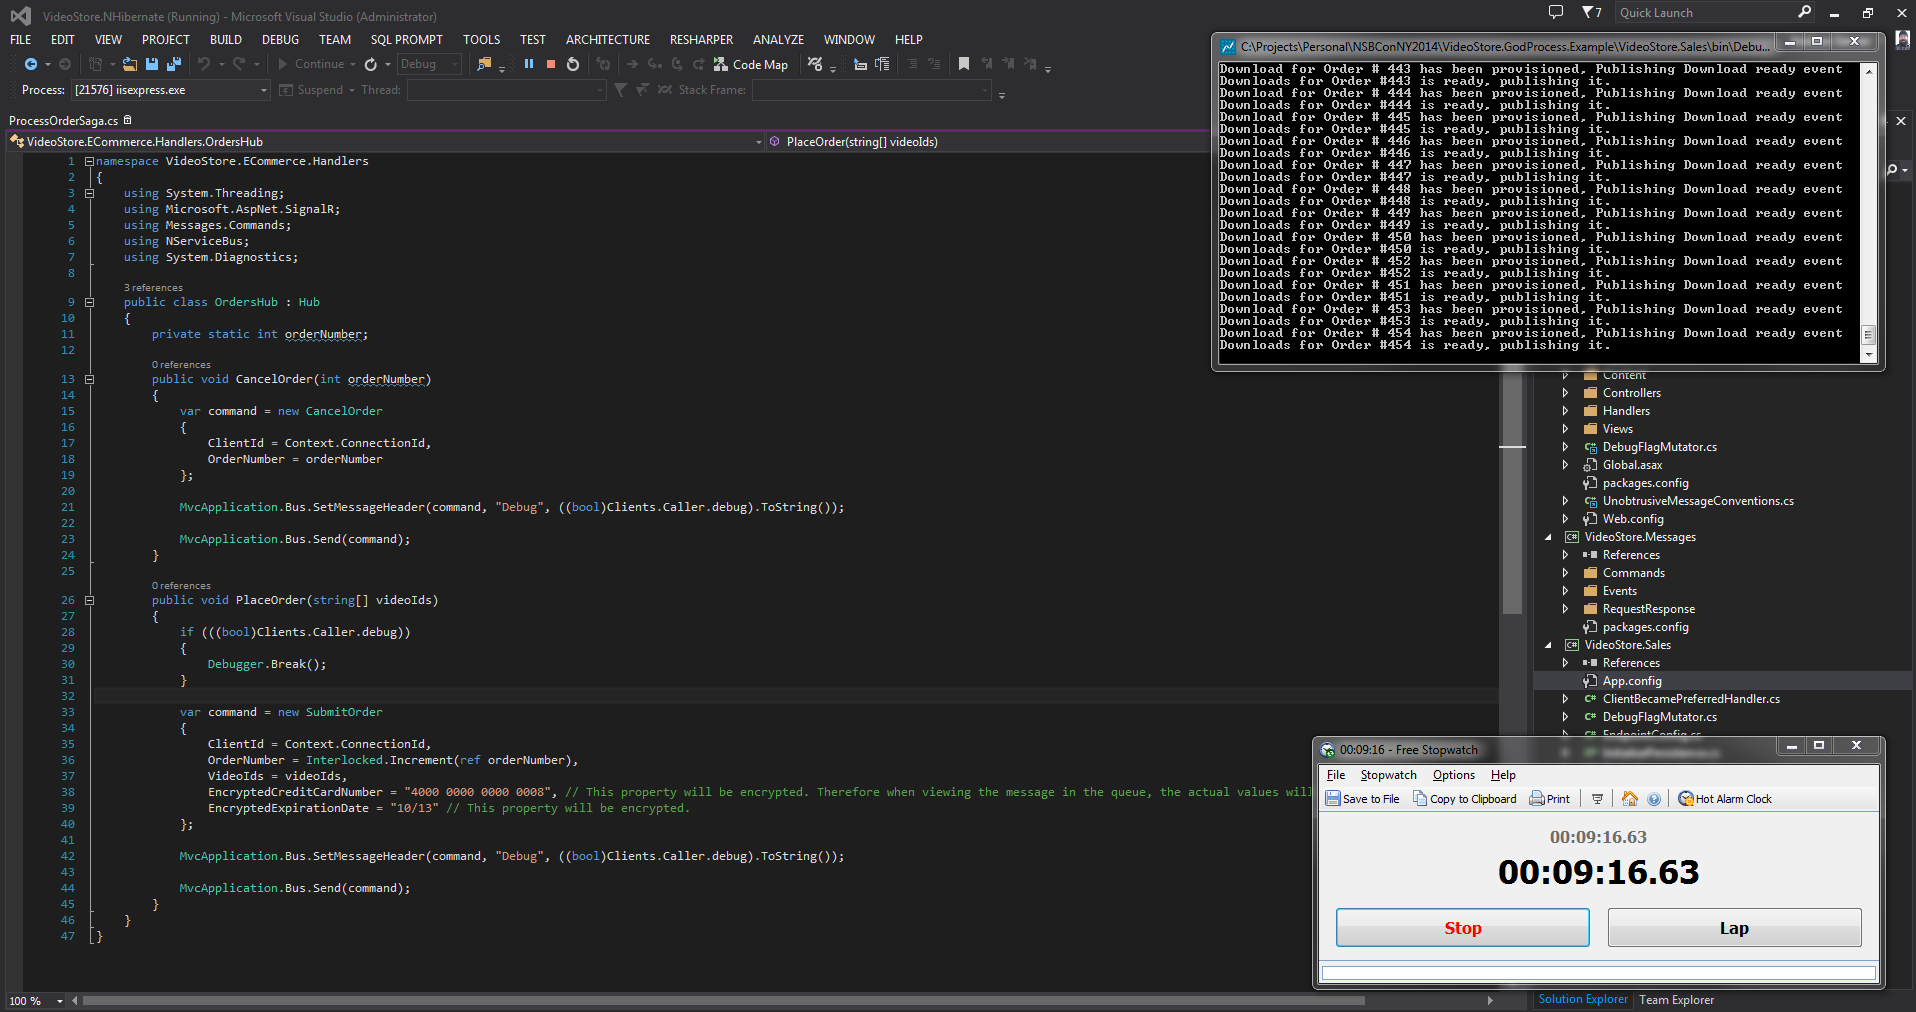 VideoStore.NHibernate (Running) - Microsoft Visual Studio (Administrator)
7
Quick Launch
FILE EDIT VIEW PROJECT BUILD DEBUG TEAM SQL PROMPT TOOLS TEST ARCHITECTURE RESHARPER ANALYZE WINDOW HELP
Continue Debug Code Map
Process: [21576] iisexpress.exe Suspend Thread: Stack Frame:
ProcessOrderSaga.cs
VideoStore.ECommerce.Handlers.OrdersHub
PlaceOrder(string[] videoIds)
1 namespace VideoStore.ECommerce.Handlers
2 {
3 using System.Threading;
4 using Microsoft.AspNet.SignalR;
5 using Messages.Commands;
6 using NServiceBus;
7 using System.Diagnostics;
8
3 references
9 public class OrdersHub : Hub
10 {
11 private static int orderNumber;
12
0 references
13 public void CancelOrder(int orderNumber)
14 {
15 var command = new CancelOrder
16 {
17 ClientId = Context.ConnectionId,
18 OrderNumber = orderNumber
19 };
20
21 MvcApplication.Bus.SetMessageHeader(command, "Debug", ((bool)Clients.Caller.debug).ToString());
22
23 MvcApplication.Bus.Send(command);
24 }
25
0 references
26 public void PlaceOrder(string[] videoIds)
27 {
28 if (((bool)Clients.Caller.debug))
29 {
30 Debugger.Break();
31 }
32
33 var command = new SubmitOrder
34 {
35 ClientId = Context.ConnectionId,
36 OrderNumber = Interlocked.Increment(ref orderNumber),
37 VideoIds = videoIds,
38 EncryptedCreditCardNumber = "4000 0000 0000 0008", // This property will be encrypted. Therefore when viewing the message in the queue, the actual values will
39 EncryptedExpirationDate = "10/13" // This property will be encrypted.
40 };
41
42 MvcApplication.Bus.SetMessageHeader(command, "Debug", ((bool)Clients.Caller.debug).ToString());
43
44 MvcApplication.Bus.Send(command);
45 }
46 }
47 }
100 %
C:\Projects\Personal\NSBConNY2014\VideoStore.GodProcess.Example\VideoStore.Sales\bin\Debu...
Download for Order # 443 has been provisioned, Publishing Download ready event
Downloads for Order #443 is ready, publishing it.
Download for Order # 444 has been provisioned, Publishing Download ready event
Downloads for Order #444 is ready, publishing it.
Download for Order # 445 has been provisioned, Publishing Download ready event
Downloads for Order #445 is ready, publishing it.
Download for Order # 446 has been provisioned, Publishing Download ready event
Downloads for Order #446 is ready, publishing it.
Download for Order # 447 has been provisioned, Publishing Download ready event
Downloads for Order #447 is ready, publishing it.
Download for Order # 448 has been provisioned, Publishing Download ready event
Downloads for Order #448 is ready, publishing it.
Download for Order # 449 has been provisioned, Publishing Download ready event
Downloads for Order #449 is ready, publishing it.
Download for Order # 450 has been provisioned, Publishing Download ready event
Downloads for Order #450 is ready, publishing it.
Download for Order # 452 has been provisioned, Publishing Download ready event
Downloads for Order #452 is ready, publishing it.
Download for Order # 451 has been provisioned, Publishing Download ready event
Downloads for Order #451 is ready, publishing it.
Download for Order # 453 has been provisioned, Publishing Download ready event
Downloads for Order #453 is ready, publishing it.
Download for Order # 454 has been provisioned, Publishing Download ready event
Downloads for Order #454 is ready, publishing it.
Content
Controllers
Handlers
Views
DebugFlagMutator.cs
Global.asax
packages.config
UnobtrusiveMessageConventions.cs
Web.config
VideoStore.Messages
References
Commands
Events
RequestResponse
packages.config
VideoStore.Sales
References
App.config
ClientBecamePreferredHandler.cs
DebugFlagMutator.cs
EndpointConfig.cs
00:09:16 - Free Stopwatch
File Stopwatch Options Help
Save to File Copy to Clipboard Print Hot Alarm Clock
00:09:16.63
00:09:16.63
Stop Lap
Solution Explorer Team Explorer